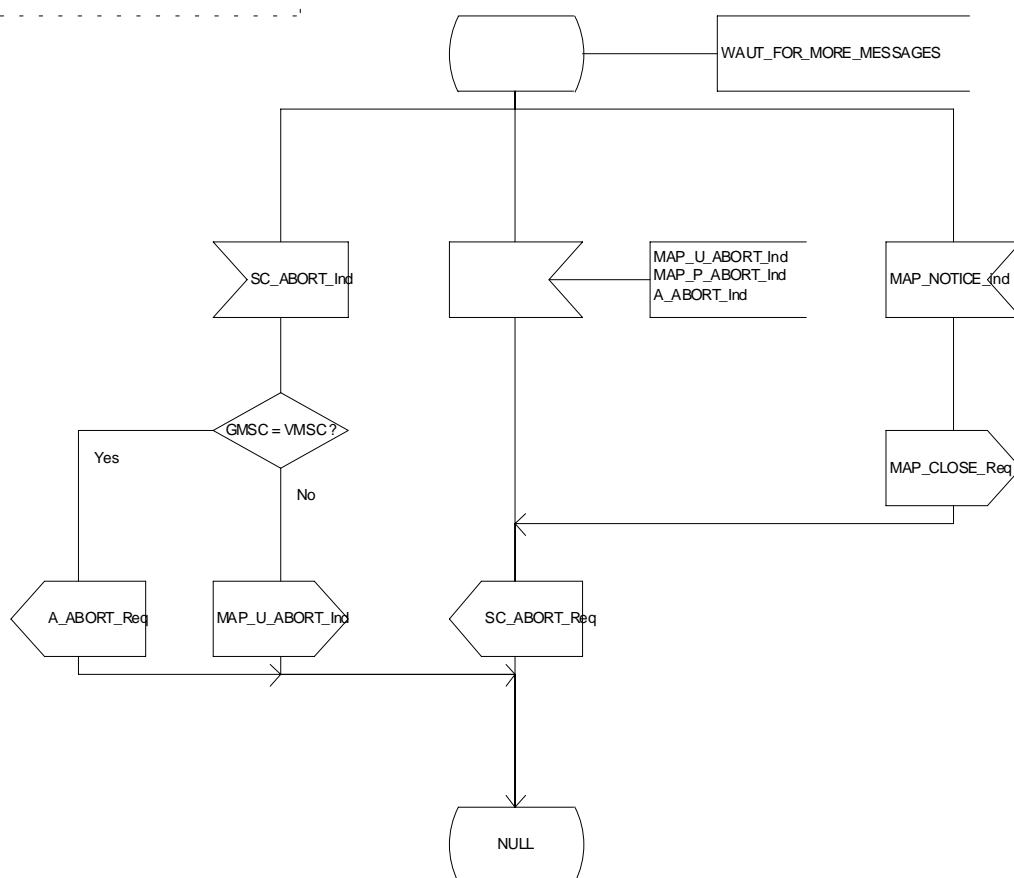 WAUT_FOR_MORE_MESSAGES
SC_ABORT_Ind
MAP_U_ABORT_Ind
MAP_P_ABORT_Ind
A_ABORT_Ind
MAP_NOTICE_Ind
GMSC = VMSC ?
Yes
No
MAP_CLOSE_Req
A_ABORT_Req
MAP_U_ABORT_Ind
SC_ABORT_Req
NULL